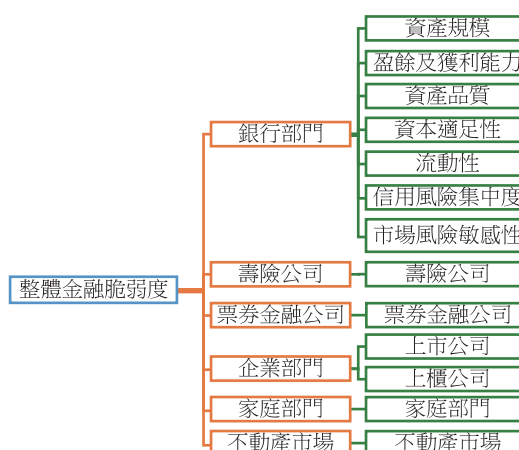 整體金融脆弱度
銀行部門
資產規模
盈餘及獲利能力
資產品質
資本適足性
流動性
信用風險集中度
市場風險敏感性
壽險公司
壽險公司
票券金融公司
票券金融公司
企業部門
上市公司
上櫃公司
家庭部門
家庭部門
不動產市場
不動產市場